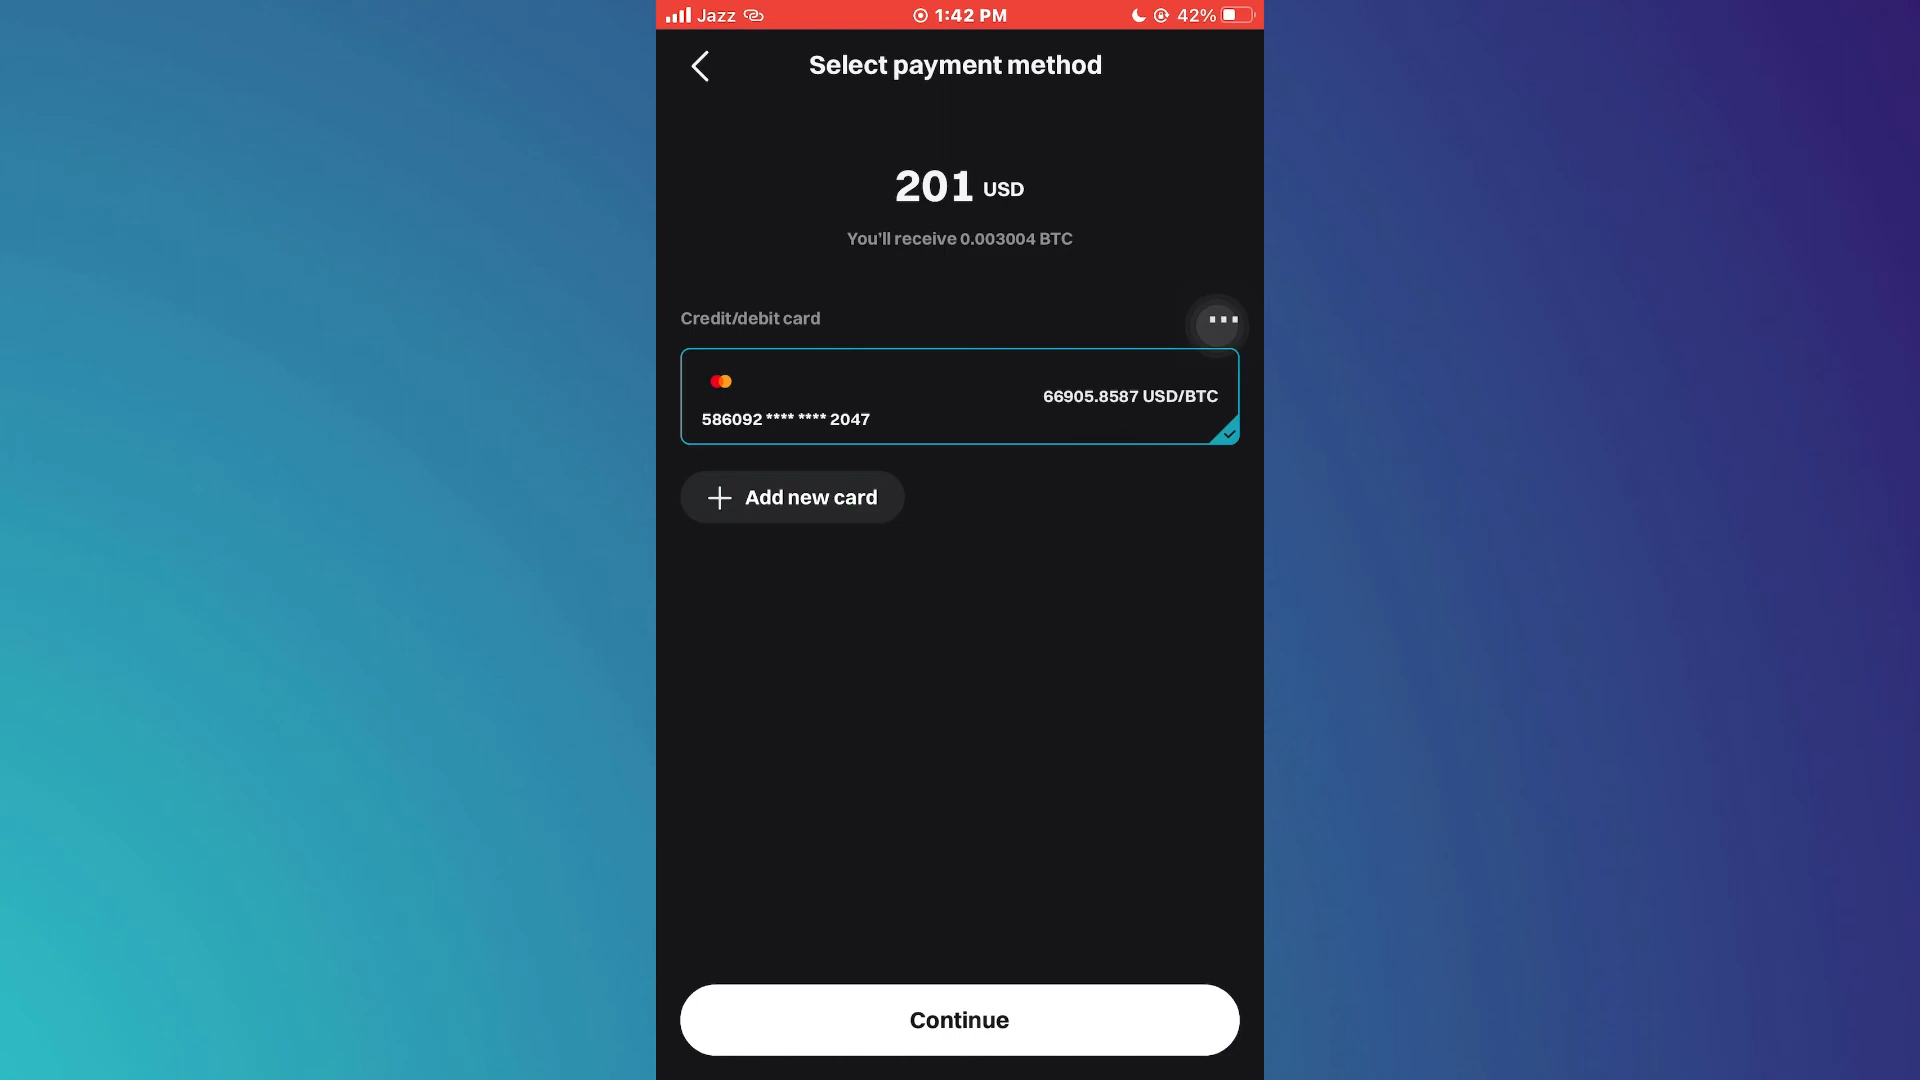 Jazz 1:42 PM 42%
Select payment method
201 USD
You'll receive 0.003004 BTC
Credit/debit card
66905.8587 USD/BTC
586092 **** **** 2047
Add new card
Continue